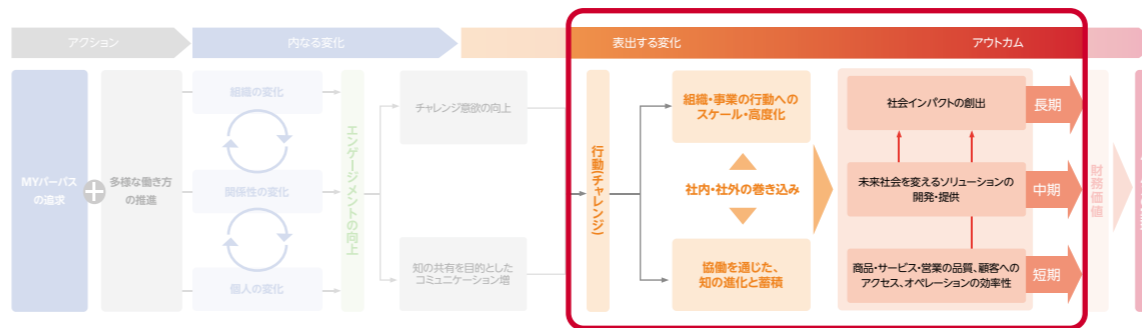 アクション
内なる変化
表出する変化
アウトカム
MYパーパス
の追求
多様な働き方
の推進
組織の変化
関係性の変化
個人の変化
エンゲージメントの向上
チャレンジ意欲の向上
知の共有を目的とした
コミュニケーション増
行動(チャレンジ)
組織・事業の行動への
スケール・高度化
社内・社外の巻き込み
協働を通じた、
知の進化と蓄積
社会インパクトの創出
長期
未来社会を変えるソリューションの
開発・提供
中期
商品・サービス・営業の品質、顧客への
アクセス、オペレーションの効率性
短期
財務価値